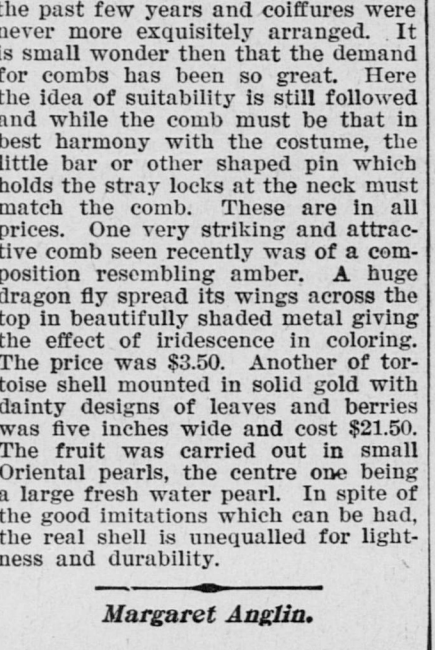 the past few years and coiffures were
never more exquisitely arranged. It
is small wonder then that the demand
for combs has been so great. Here
the idea of suitability is still followed
and while the comb must be that in
best harmony with the costume, the
little bar or other shaped pin which
holds the stray locks at the neck must
match the comb. These are in all
prices. One very striking and attrac-
tive comb seen recently was of a com-
position resembling amber. A huge
dragon fly spread its wings across the
top in beautifully shaded metal giving
the effect of iridescence in coloring.
The price was $3.50. Another of tor-
toise shell mounted in solid gold with
dainty designs of leaves and berries
was five inches wide and cost $21.50.
The fruit was carried out in small
Oriental pearls, the centre one being
a large fresh water pearl. In spite of
the good imitations which can be had,
the real shell is unequalled for light-
ness and durability.
Margaret Anglin.